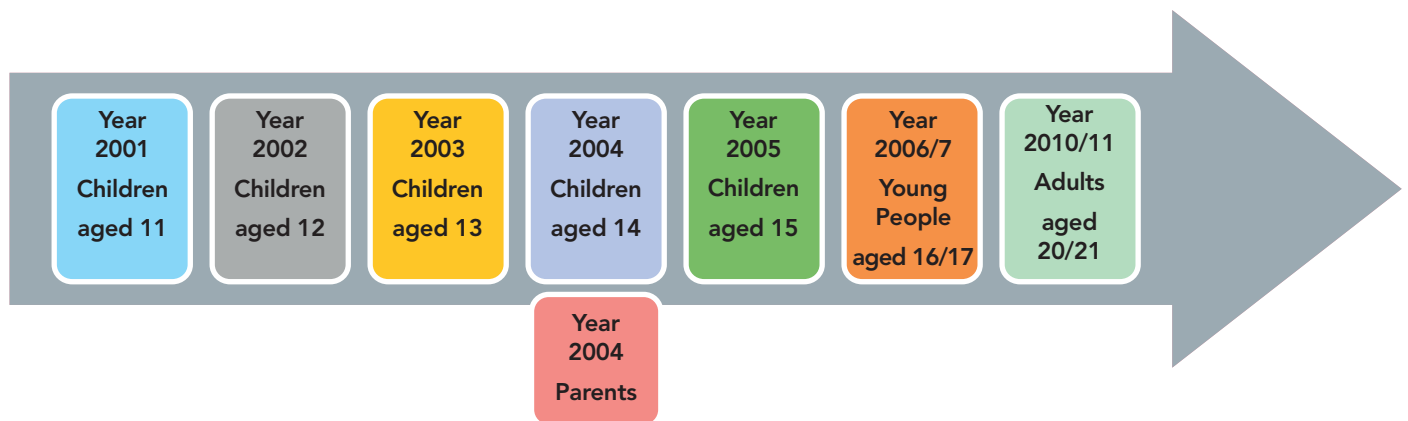 Year
2001
Children
aged 11
Year
2002
Children
aged 12
Year
2003
Children
aged 13
Year
2004
Children
aged 14
Year
2005
Children
aged 15
Year
2006/7
Young
People
aged 16/17
Year
2010/11
Adults
aged
20/21
Year
2004
Parents